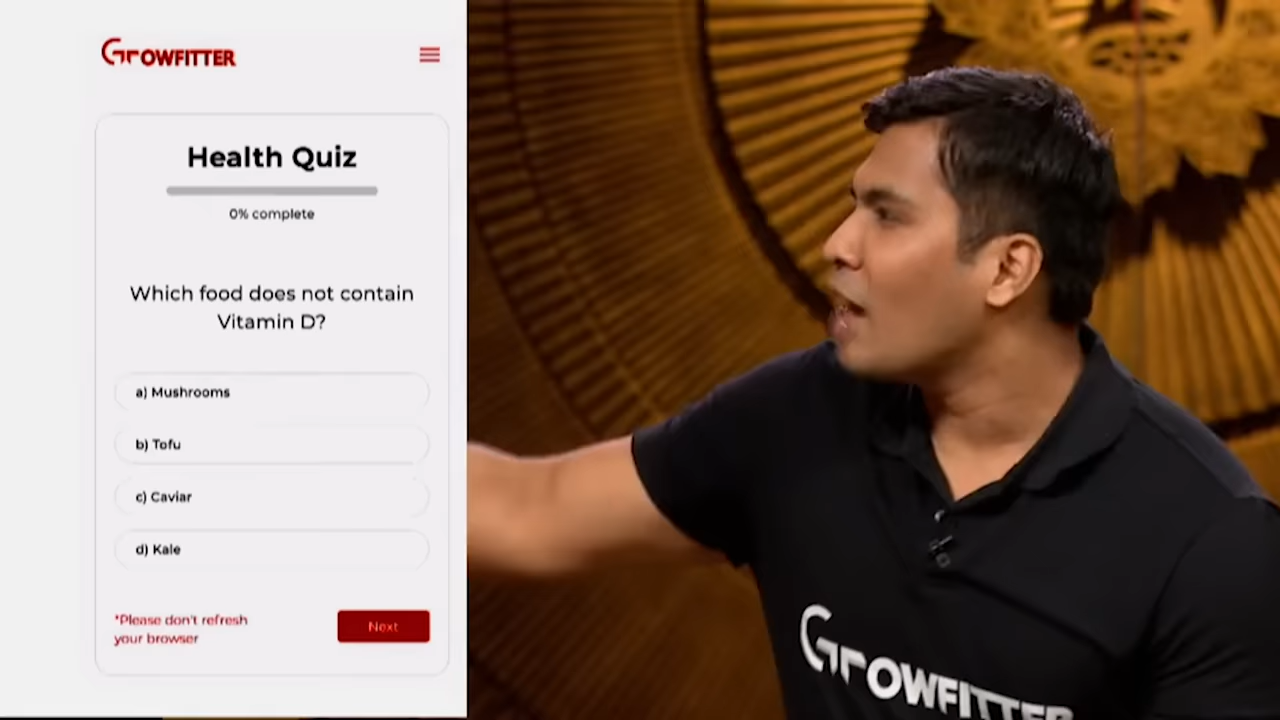 GrowFitter
Health Quiz
0% complete
Which food does not contain
Vitamin D?
a) Mushrooms
b) Tofu
c) Caviar
d) Kale
*Please don't refresh
your browser
Next
GrowFitter